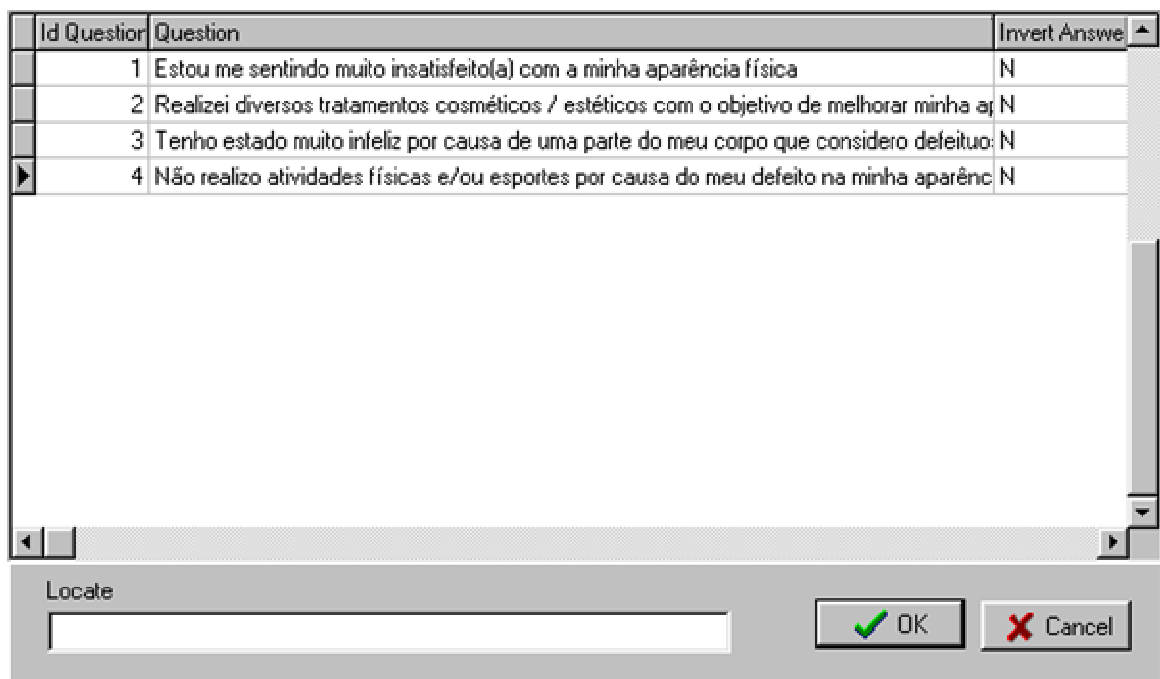 Id Question Question Invert Answe
1 Estou me sentindo muito insatisfeito(a) com a minha aparência física N
2 Realizei diversos tratamentos cosméticos / estéticos com o objetivo de melhorar minha ap N
3 Tenho estado muito infeliz por causa de uma parte do meu corpo que considero defeituo N
4 Não realizo atividades físicas e/ou esportes por causa do meu defeito na minha aparênc N
Locate
OK Cancel